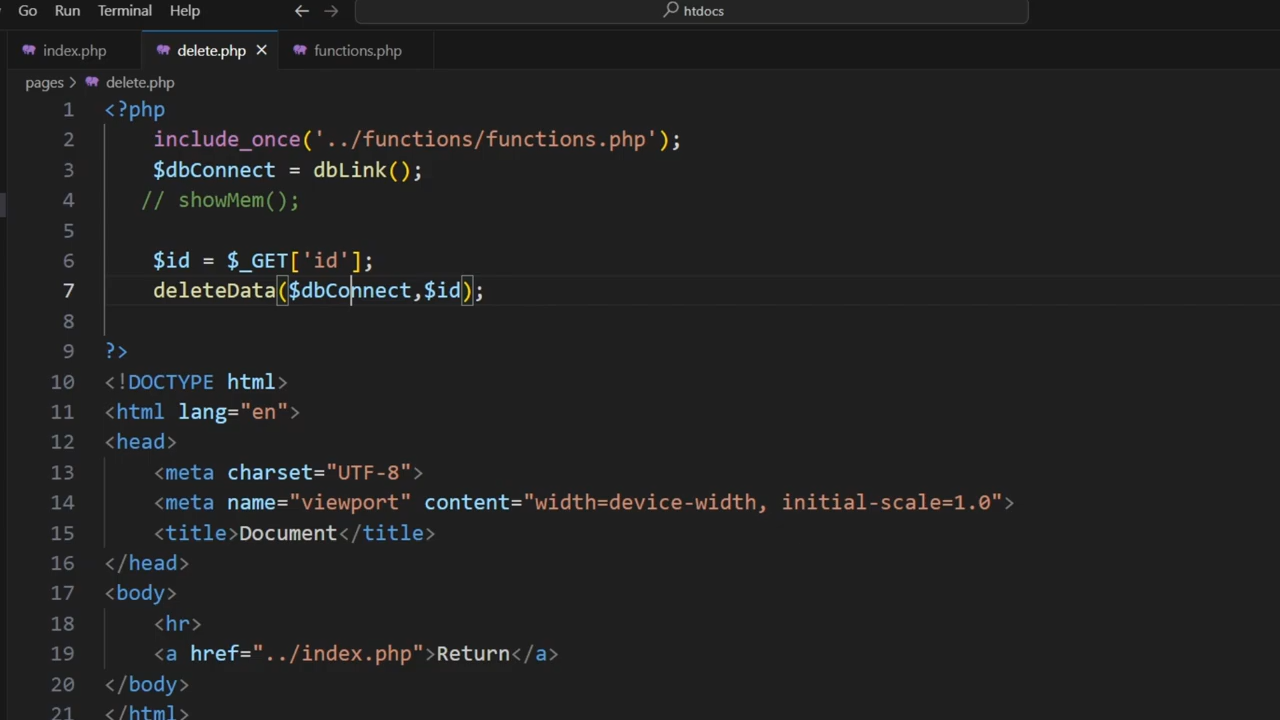 Go Run Terminal Help htdocs
index.php delete.php functions.php
pages > delete.php
1 <?php
2 include_once('../functions/functions.php');
3 $dbConnect = dbLink();
4 // showMem();
5
6 $id = $_GET['id'];
7 deleteData($dbConnect,$id);
8
9 ?>
10 <!DOCTYPE html>
11 <html lang="en">
12 <head>
13 <meta charset="UTF-8">
14 <meta name="viewport" content="width=device-width, initial-scale=1.0">
15 <title>Document</title>
16 </head>
17 <body>
18 <hr>
19 <a href="../index.php">Return</a>
20 </body>
21 </html>